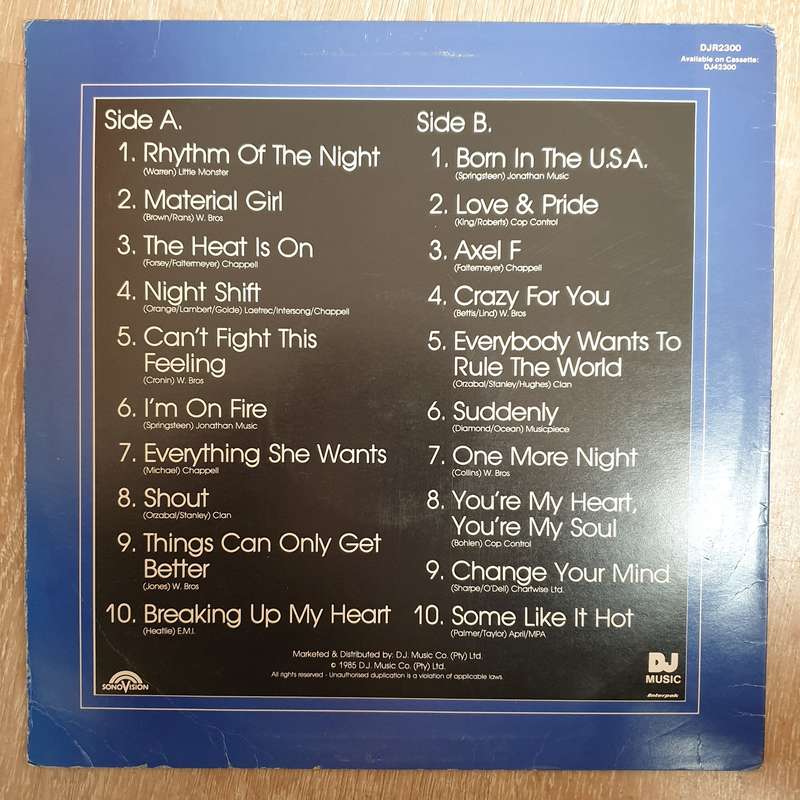 DJR2300
Available on Cassette:
DJ42300
Side A.
1. Rhythm Of The Night
(Warren) Little Monster
2. Material Girl
(Brown/Rans) W. Bros
3. The Heat Is On
(Forsey/Faltermeyer) Chappell
4. Night Shift
(Orange/Lambert/Golde) Laetrec/Intersong/Chappell
5. Can't Fight This
Feeling
(Cronin) W. Bros
6. I'm On Fire
(Springsteen) Jonathan Music
7. Everything She Wants
(Michael) Chappell
8. Shout
(Orzabal/Stanley) Clan
9. Things Can Only Get
Better
(Jones) W. Bros
10. Breaking Up My Heart
(Heatlie) E.M.I.
Side B.
1. Born In The U.S.A.
(Springsteen) Jonathan Music
2. Love & Pride
(King/Roberts) Cop Control
3. Axel F
(Faltermeyer) Chappell
4. Crazy For You
(Bettis/Lind) W. Bros
5. Everybody Wants To
Rule The World
(Orzabal/Stanley/Hughes) Clan
6. Suddenly
(Diamond/Ocean) Musicpiece
7. One More Night
(Collins) W. Bros
8. You're My Heart,
You're My Soul
(Bohlen) Cop Control
9. Change Your Mind
(Sharpe/O'Dell) Chartwise Ltd.
10. Some Like It Hot
(Palmer/Taylor) April/MPA
Marketed & Distributed by: D.J. Music Co. (Pty) Ltd.
© 1985 D.J. Music Co. (Pty) Ltd.
All rights reserved - Unauthorised duplication is a violation of applicable laws
SONOVISION
DJ
MUSIC
Interpak